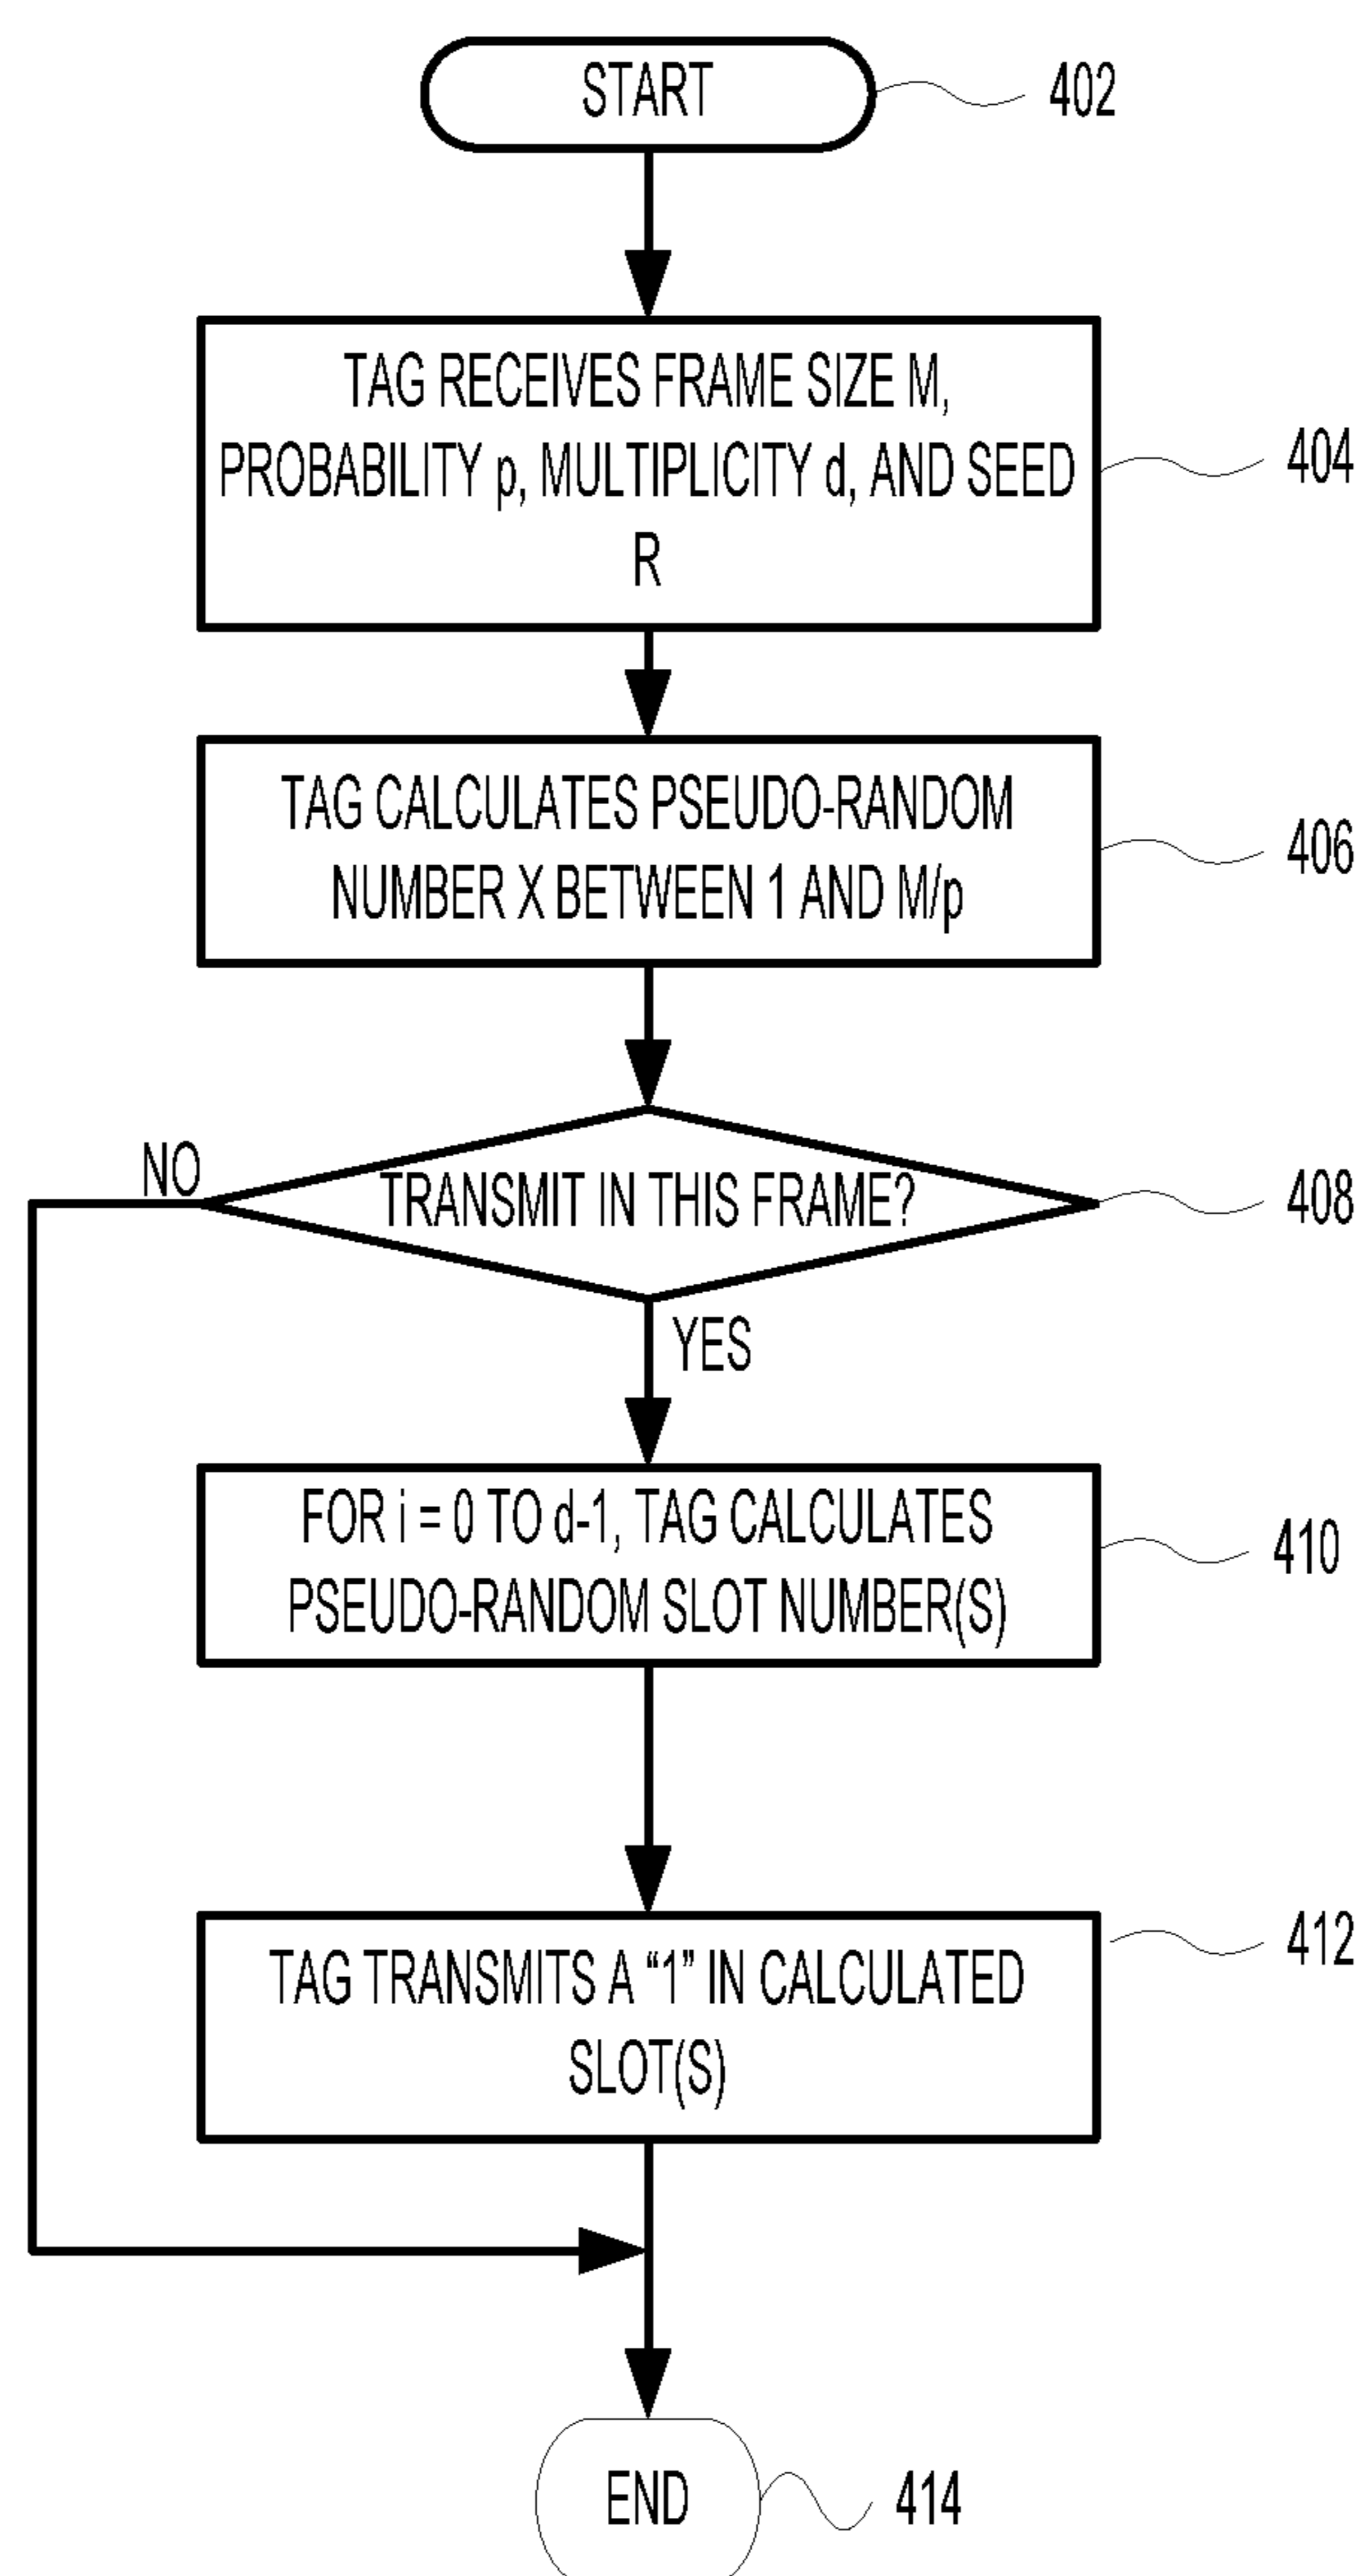 START
402
TAG RECEIVES FRAME SIZE M,
PROBABILITY p, MULTIPLICITY d, AND SEED
R
404
TAG CALCULATES PSEUDO-RANDOM
NUMBER X BETWEEN 1 AND M/p
406
NO
TRANSMIT IN THIS FRAME?
408
YES
FOR i = 0 TO d-1, TAG CALCULATES
PSEUDO-RANDOM SLOT NUMBER(S)
410
TAG TRANSMITS A “1” IN CALCULATED
SLOT(S)
412
END
414